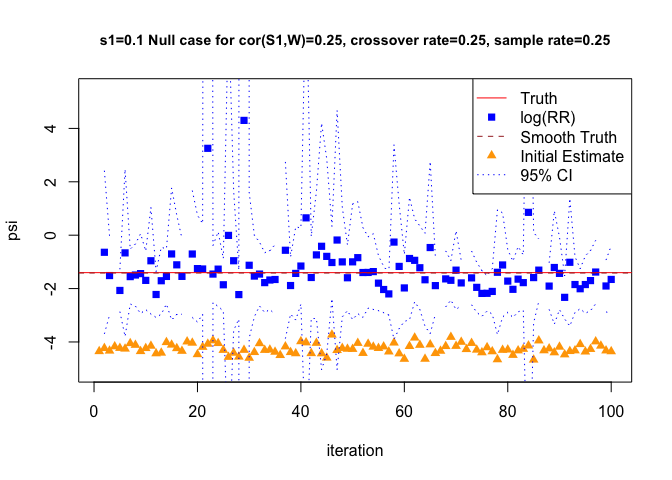 s1=0.1 Null case for cor(S1,W)=0.25, crossover rate=0.25, sample rate=0.25
Truth
log(RR)
Smooth Truth
Initial Estimate
95% CI
psi
4
2
0
-2
-4
0 20 40 60 80 100
iteration